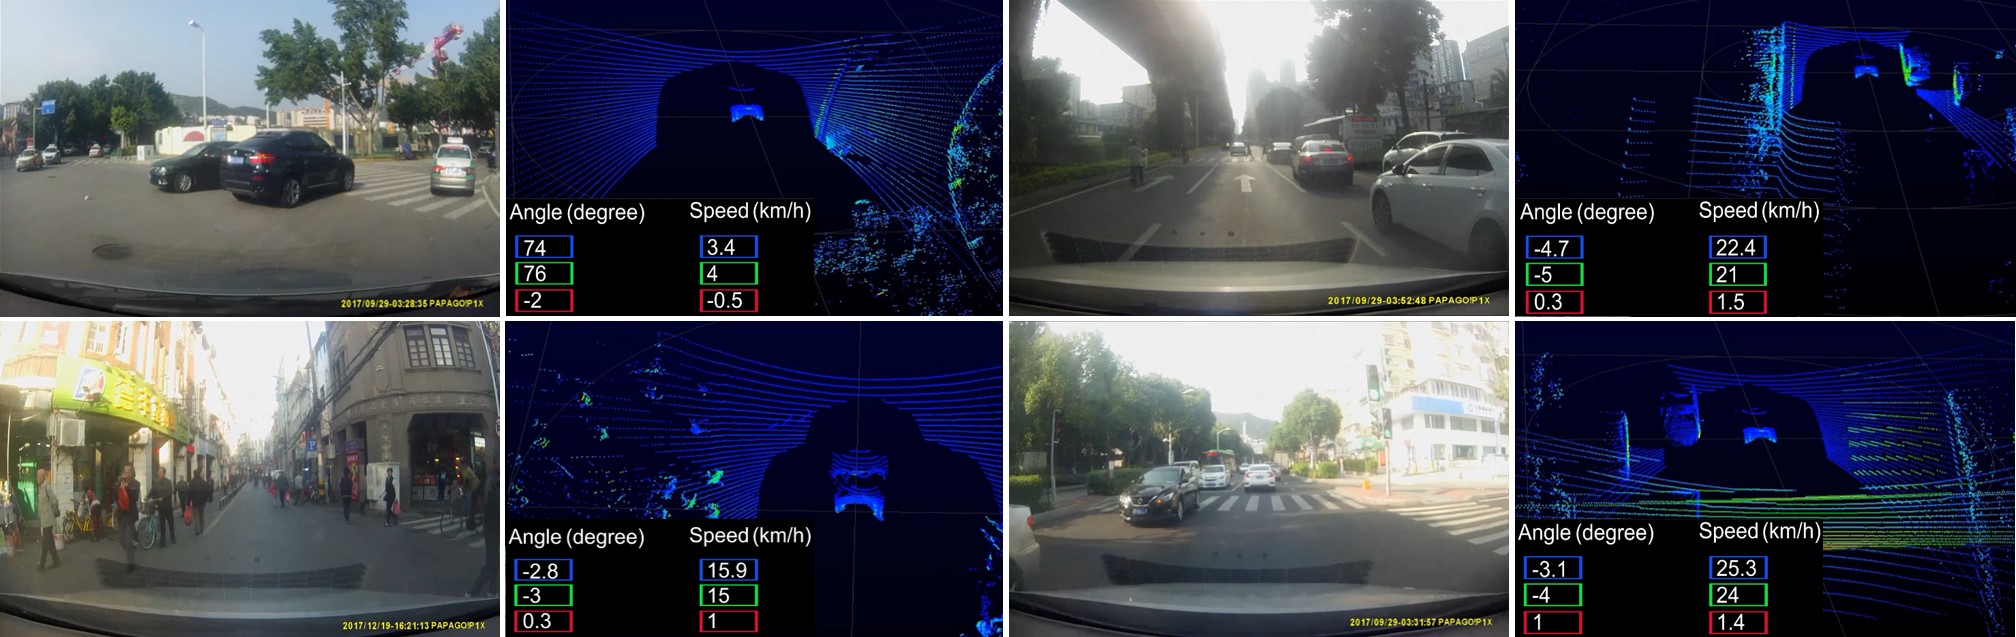 Angle (degree) Speed (km/h)
74 3.4
76 4
-2 -0.5
2017/09/29-03:28:35 PAPAGO!P1X
Angle (degree) Speed (km/h)
-4.7 22.4
-5 21
0.3 1.5
2017/09/29-03:52:48 PAPAGO!P1X
Angle (degree) Speed (km/h)
-2.8 15.9
-3 15
0.3 1
2017/12/19-16:21:13 PAPAGO!P1X
Angle (degree) Speed (km/h)
-3.1 25.3
-4 24
1 1.4
2017/09/29-03:31:57 PAPAGO!P1X